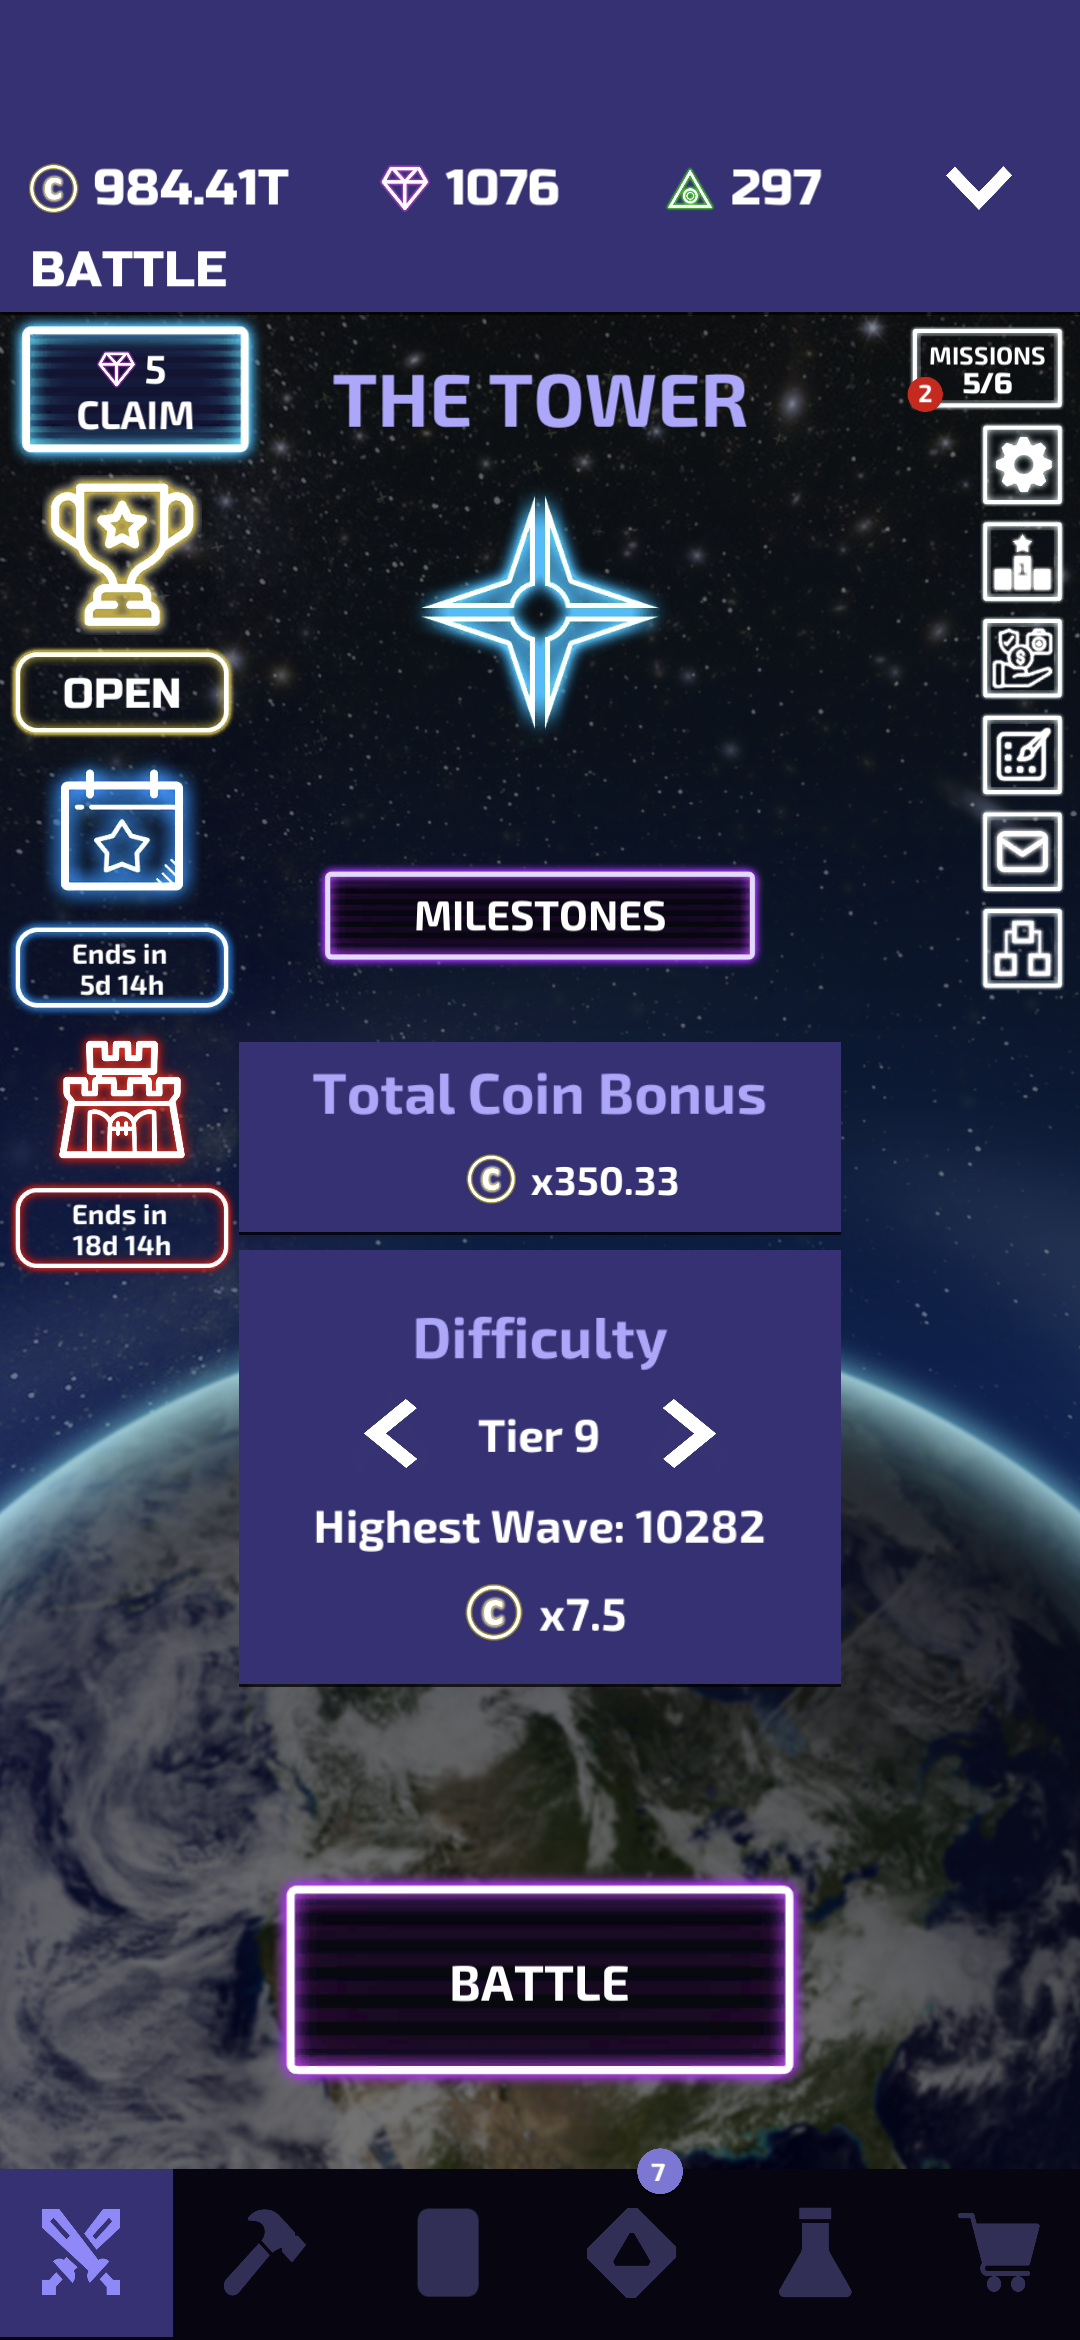 984.41T
1076
297
BATTLE
5
CLAIM
THE TOWER
MISSIONS
5/6
2
OPEN
MILESTONES
Ends in
5d 14h
Total Coin Bonus
C x350.33
Ends in
18d 14h
Difficulty
Tier 9
Highest Wave: 10282
C x7.5
BATTLE
7